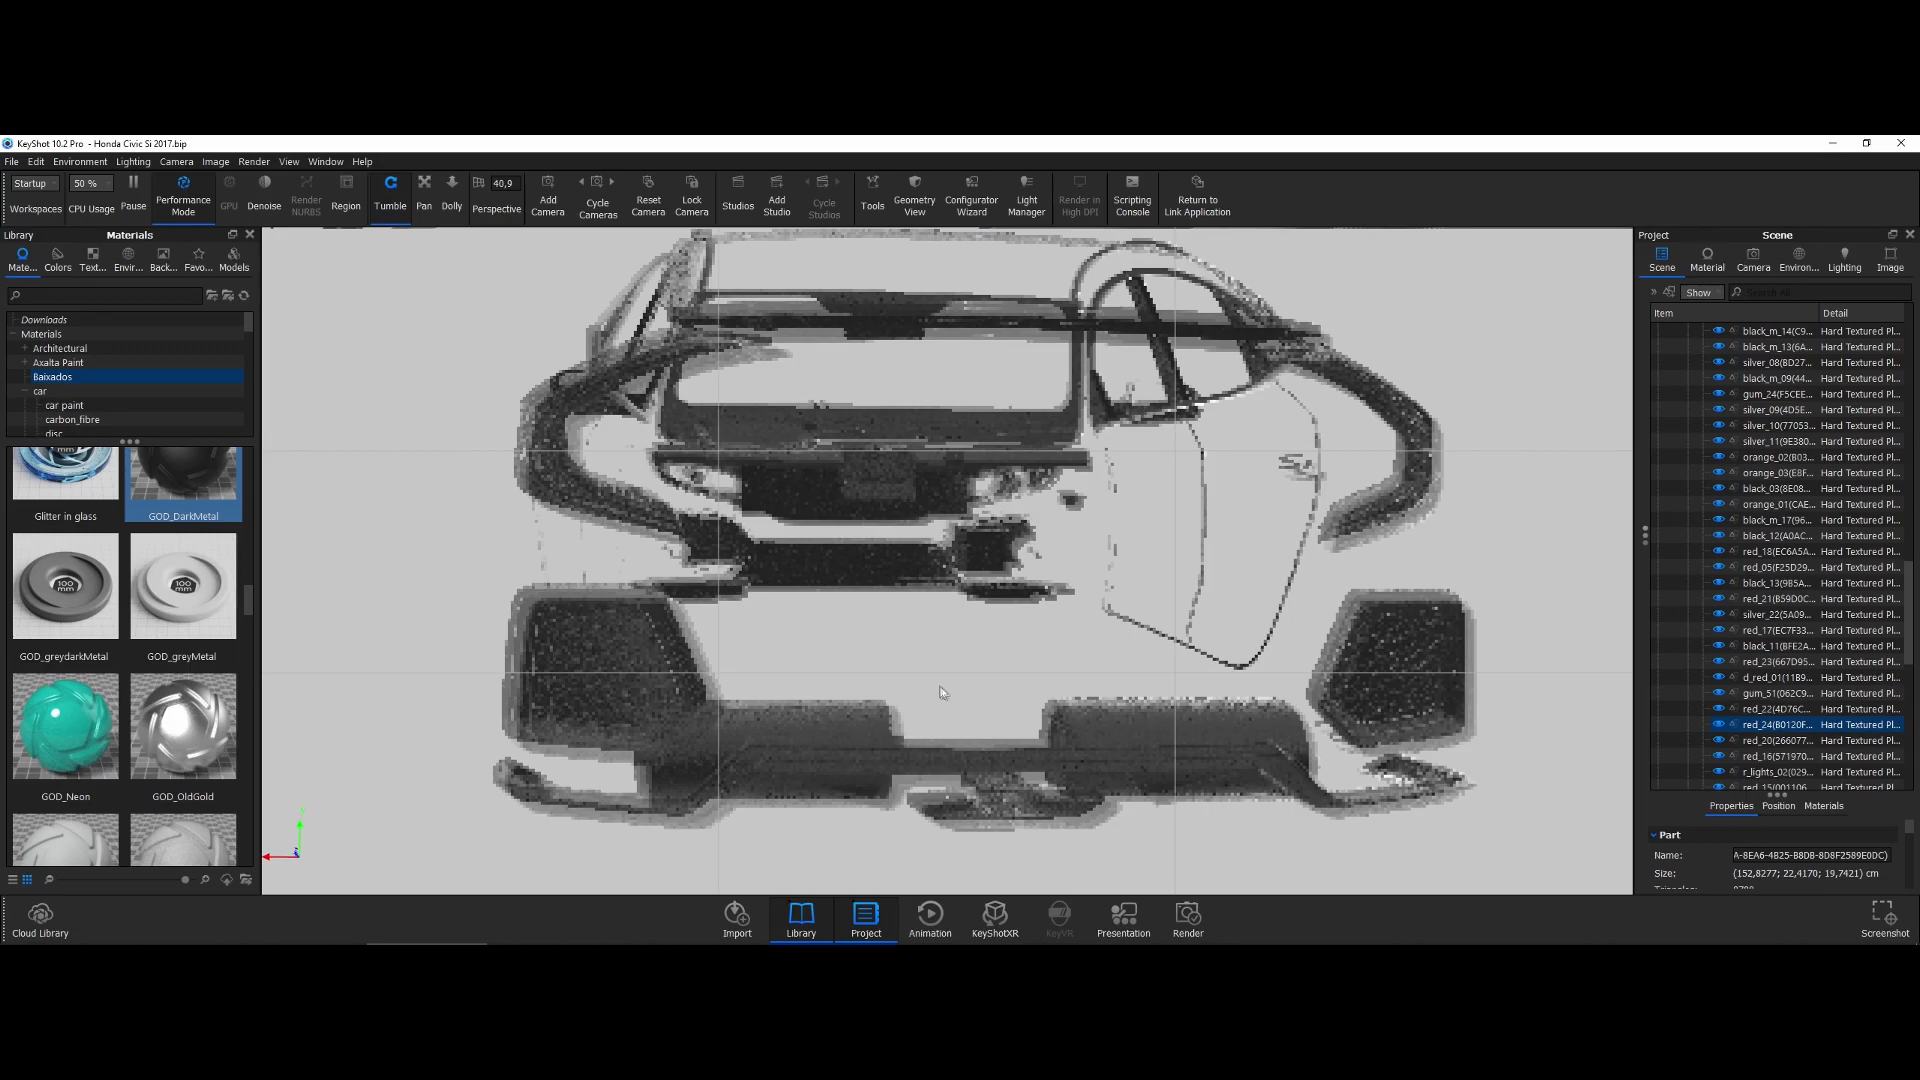 KeyShot 10.2 Pro - Honda Civic Si 2017.bip
File Edit Environment Lighting Camera Image Render View Window Help
Startup 50 % 40,9
Workspaces CPU Usage Pause Performance Mode GPU Denoise Render NURBS Region Tumble Pan Dolly Perspective Add Camera Cycle Cameras Reset Camera Lock Camera Studios Add Studio Cycle Studios Tools Geometry View Configurator Wizard Light Manager Render in High DPI Scripting Console Return to Link Application
Library Materials
Mate... Colors Text... Envir... Back... Favo... Models
Downloads
Materials
Architectural
Axalta Paint
Baixados
car
car paint
carbon_fibre
disc
Glitter in glass GOD_DarkMetal
100 mm 100 mm
GOD_greydarkMetal GOD_greyMetal
GOD_Neon GOD_OldGold
Project Scene
Scene Material Camera Environ... Lighting Image
Show
Item Detail
black_m_14(C9... Hard Textured Pl...
black_m_13(6A... Hard Textured Pl...
silver_08(BD27... Hard Textured Pl...
black_m_09(44... Hard Textured Pl...
gum_24(F5CEE... Hard Textured Pl...
silver_09(4D5E... Hard Textured Pl...
silver_10(77053... Hard Textured Pl...
silver_11(9E380... Hard Textured Pl...
orange_02(B03... Hard Textured Pl...
orange_03(E8F... Hard Textured Pl...
black_03(8E08... Hard Textured Pl...
orange_01(CAE... Hard Textured Pl...
black_m_17(96... Hard Textured Pl...
black_12(A0AC... Hard Textured Pl...
red_18(EC6A5A... Hard Textured Pl...
red_05(F25D29... Hard Textured Pl...
black_13(9B5A... Hard Textured Pl...
red_21(B59D0C... Hard Textured Pl...
silver_22(5A09... Hard Textured Pl...
red_17(EC7F33... Hard Textured Pl...
black_11(BFE2A... Hard Textured Pl...
red_23(667D95... Hard Textured Pl...
d_red_01(11B9... Hard Textured Pl...
gum_51(062C9... Hard Textured Pl...
red_22(4D76C... Hard Textured Pl...
red_24(B0120F... Hard Textured Pl...
red_20(266077... Hard Textured Pl...
red_16(571970... Hard Textured Pl...
r_lights_02(029... Hard Textured Pl...
red_15(001106... Hard Textured Pl...
Properties Position Materials
Part
Name: A-8EA6-4B25-B8DB-8D8F2589E0DC)
Size: (152,8277; 22,4170; 19,7421) cm
Cloud Library Import Library Project Animation KeyShotXR KeyVR Presentation Render Screenshot